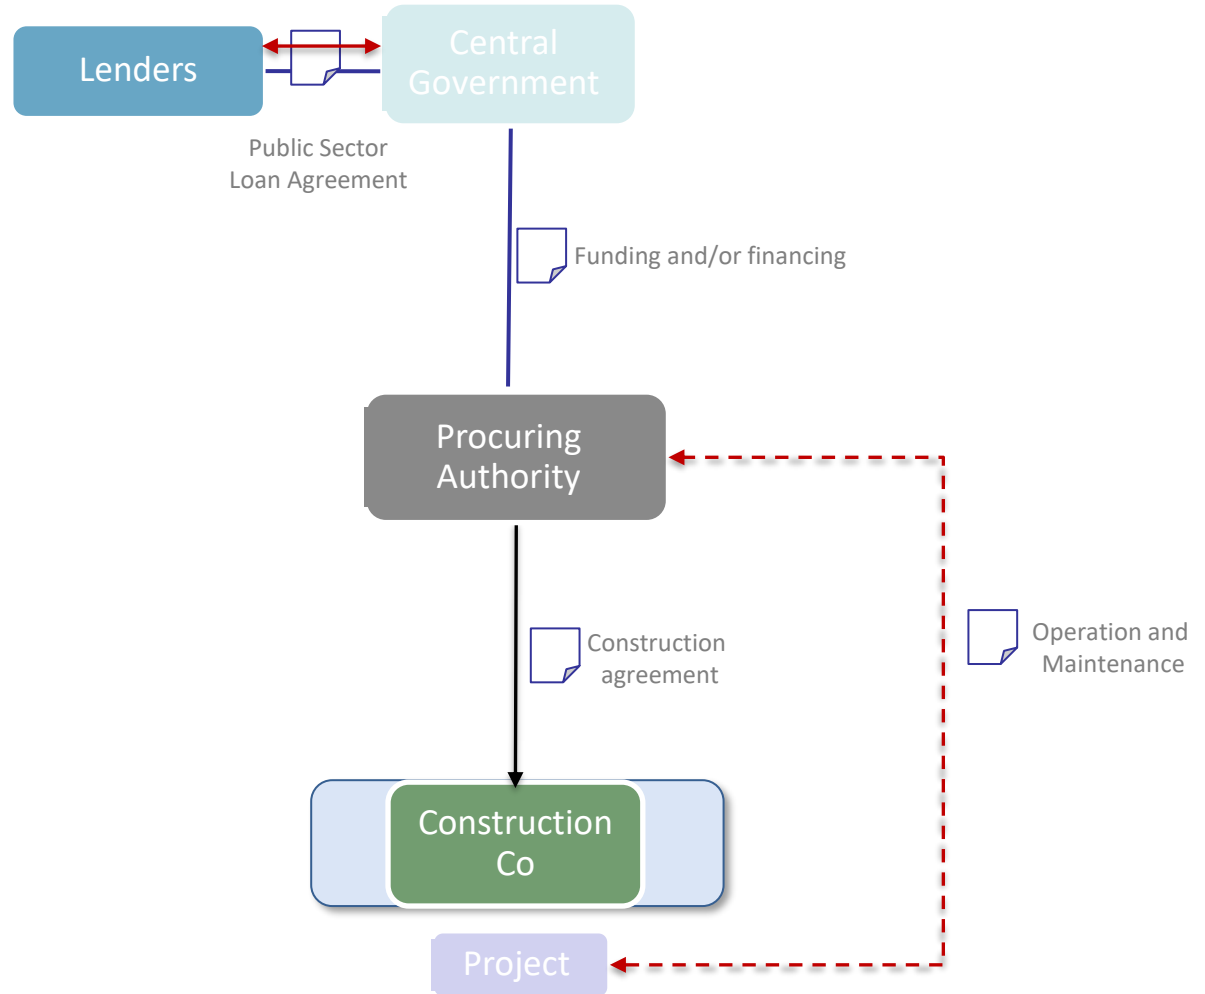 Lenders
Central
Government
Public Sector
Loan Agreement
Funding and/or financing
Procuring
Authority
Construction
agreement
Operation and
Maintenance
Construction
Co
Project